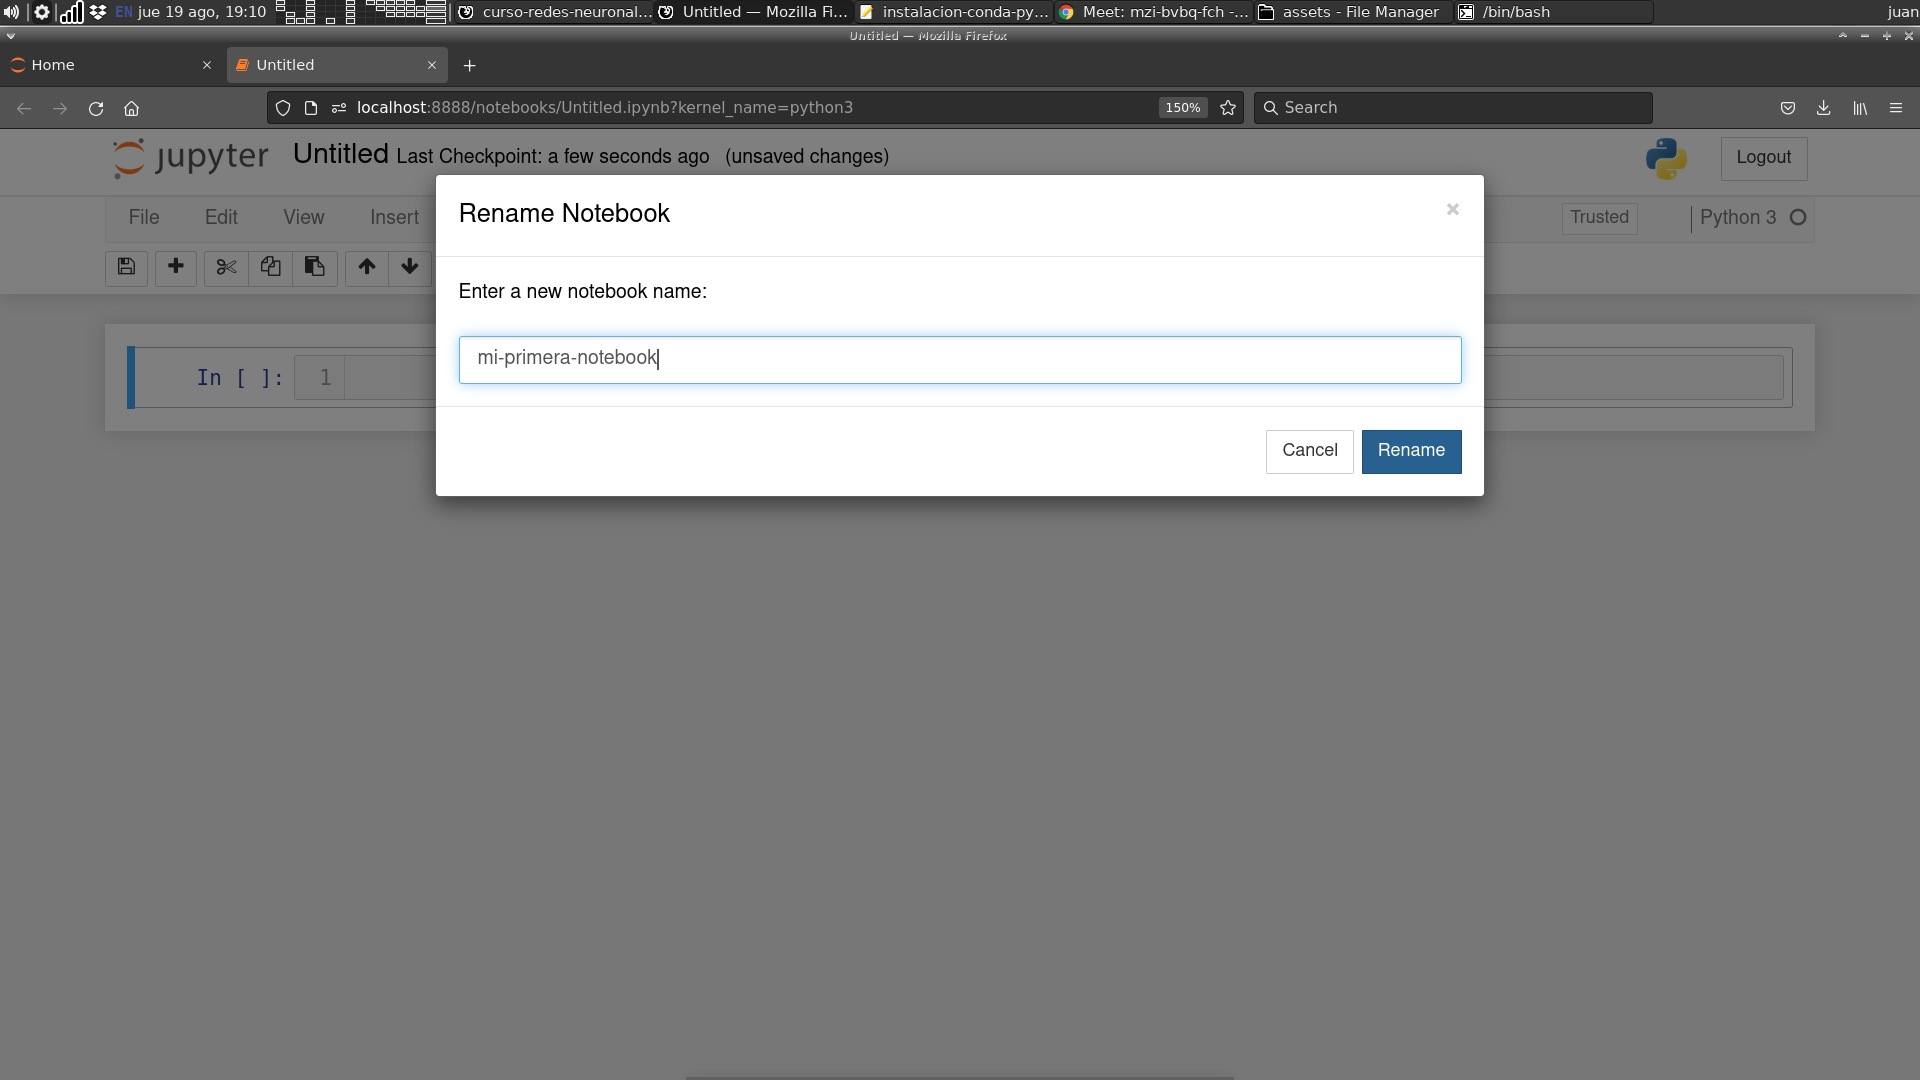 EN jue 19 ago, 19:10 curso-redes-neuronal... Untitled — Mozilla Fi... instalacion-conda-py... Meet: mzi-bvbq-fch -... assets - File Manager /bin/bash juan
Untitled — Mozilla Firefox
Home Untitled
localhost:8888/notebooks/Untitled.ipynb?kernel_name=python3 150% Search
jupyter Untitled Last Checkpoint: a few seconds ago (unsaved changes) Logout
File Edit View Insert Trusted Python 3
Rename Notebook
Enter a new notebook name:
mi-primera-notebook
In [ ]: 1
Cancel Rename